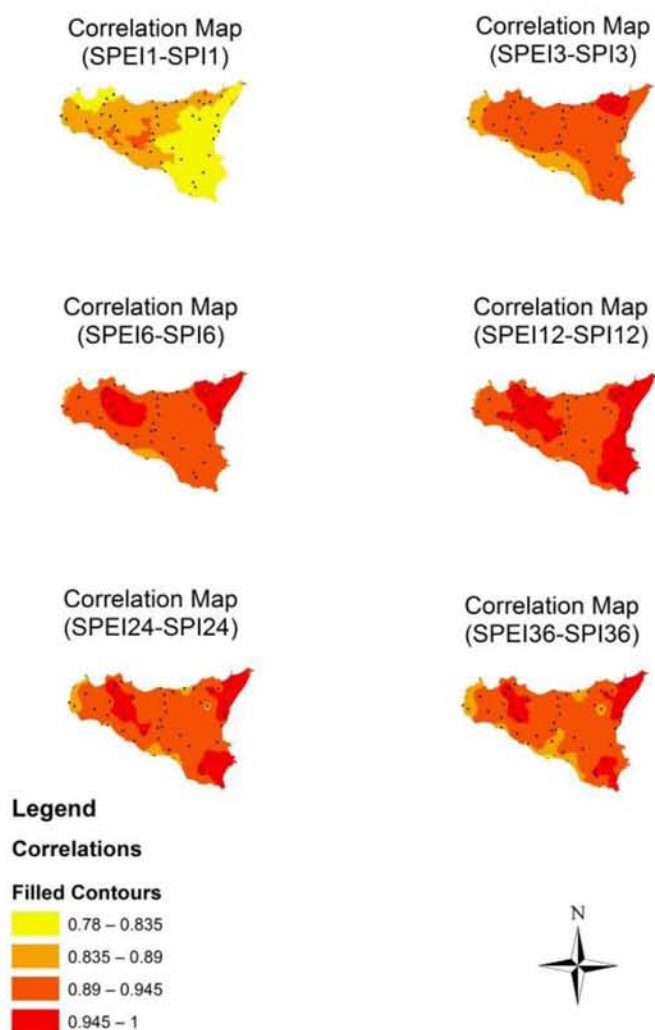 Correlation Map
(SPEI1-SPI1)
Correlation Map
(SPEI3-SPI3)
Correlation Map
(SPEI6-SPI6)
Correlation Map
(SPEI12-SPI12)
Correlation Map
(SPEI24-SPI24)
Correlation Map
(SPEI36-SPI36)
Legend
Correlations
Filled Contours
0.78 – 0.835
0.835 – 0.89
0.89 – 0.945
0.945 – 1
N